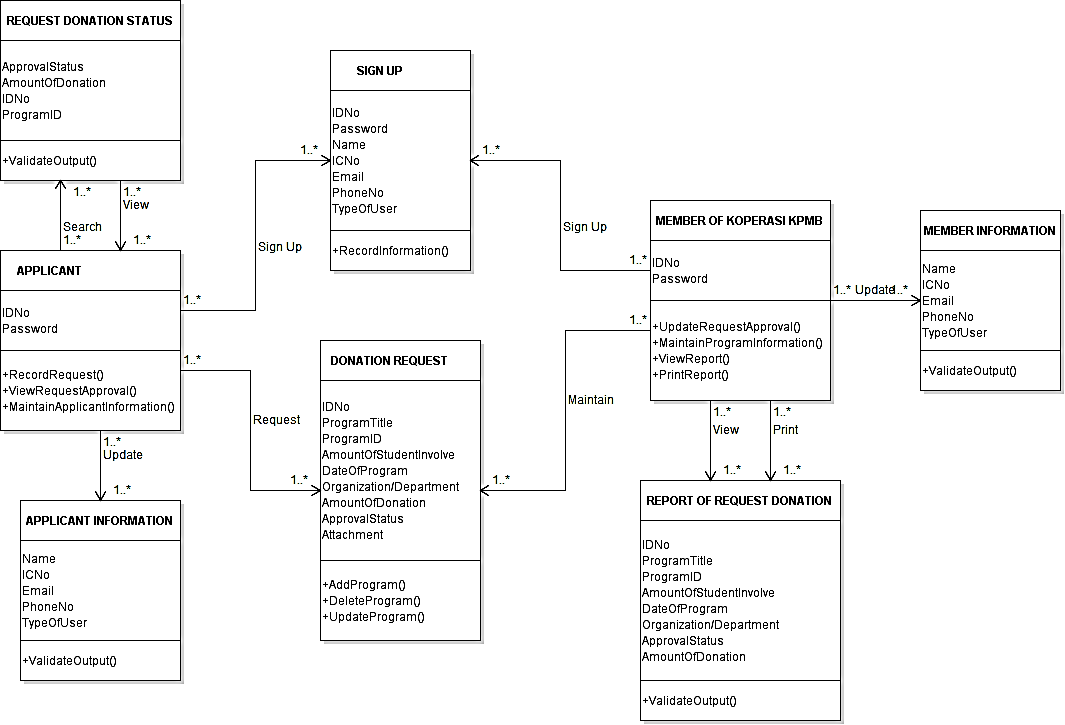 REQUEST DONATION STATUS
ApprovalStatus
AmountOfDonation
IDNo
ProgramID
+ValidateOutput()
1..*
1..*
View
Search
1..*
1..*
APPLICANT
IDNo
Password
+RecordRequest()
+ViewRequestApproval()
+MaintainApplicantInformation()
1..*
Sign Up
1..*
1..*
Request
1..*
1..*
Update
1..*
APPLICANT INFORMATION
Name
ICNo
Email
PhoneNo
TypeOfUser
+ValidateOutput()
SIGN UP
IDNo
Password
Name
ICNo
Email
PhoneNo
TypeOfUser
+RecordInformation()
1..*
Sign Up
1..*
DONATION REQUEST
IDNo
ProgramTitle
ProgramID
AmountOfStudentInvolve
DateOfProgram
Organization/Department
AmountOfDonation
ApprovalStatus
Attachment
+AddProgram()
+DeleteProgram()
+UpdateProgram()
1..*
Maintain
1..*
MEMBER OF KOPERASI KPMB
IDNo
Password
+UpdateRequestApproval()
+MaintainProgramInformation()
+ViewReport()
+PrintReport()
1..* Update 1..*
MEMBER INFORMATION
Name
ICNo
Email
PhoneNo
TypeOfUser
+ValidateOutput()
1..*
View
1..*
1..*
Print
1..*
REPORT OF REQUEST DONATION
IDNo
ProgramTitle
ProgramID
AmountOfStudentInvolve
DateOfProgram
Organization/Department
ApprovalStatus
AmountOfDonation
+ValidateOutput()